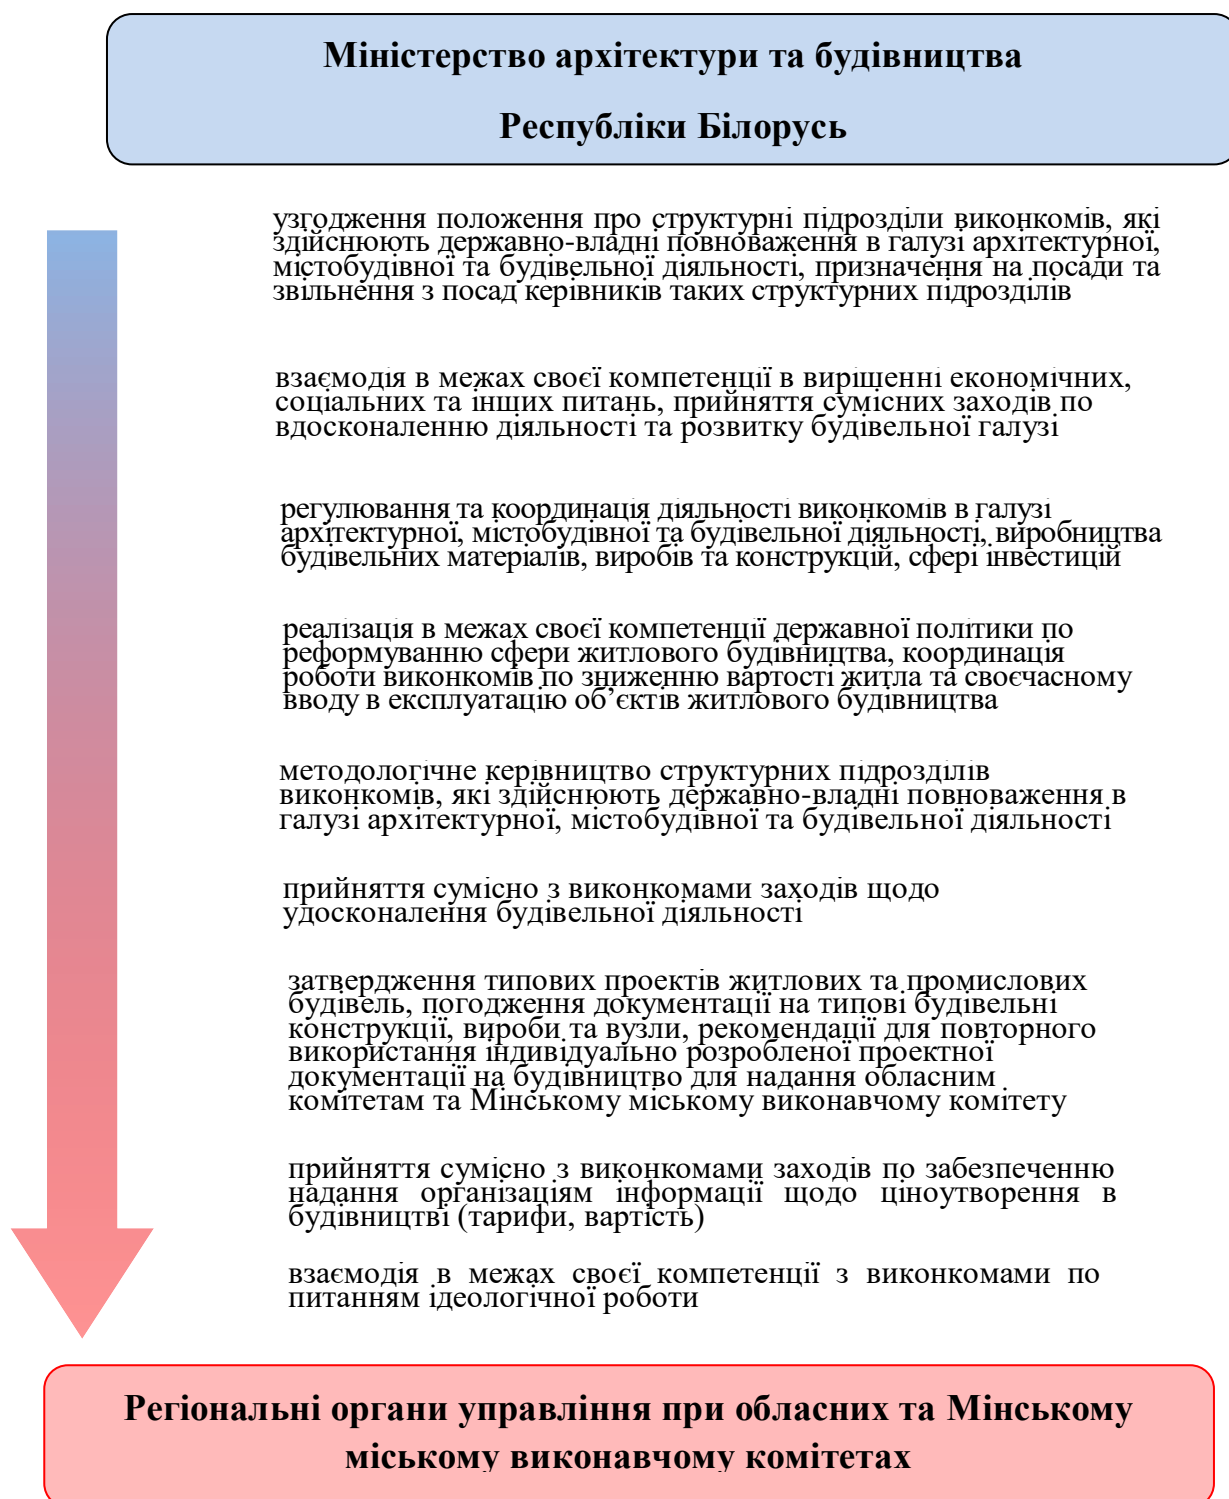 Міністерство архітектури та будівництва
Республіки Білорусь
узгодження положення про структурні підрозділи виконкомів, які
здійснюють державно-владні повноваження в галузі архітектурної,
містобудівної та будівельної діяльності, призначення на посади та
звільнення з посад керівників таких структурних підрозділів
взаємодія в межах своєї компетенції в вирішенні економічних,
соціальних та інших питань, прийняття сумісних заходів по
вдосконаленню діяльності та розвитку будівельної галузі
регулювання та координація діяльності виконкомів в галузі
архітектурної, містобудівної та будівельної діяльності, виробництва
будівельних матеріалів, виробів та конструкцій, сфері інвестицій
реалізація в межах своєї компетенції державної політики по
реформуванню сфери житлового будівництва, координація
роботи виконкомів по зниженню вартості житла та своєчасному
вводу в експлуатацію об’єктів житлового будівництва
методологічне керівництво структурних підрозділів
виконкомів, які здійснюють державно-владні повноваження в
галузі архітектурної, містобудівної та будівельної діяльності
прийняття сумісно з виконкомами заходів щодо
удосконалення будівельної діяльності
затвердження типових проектів житлових та промислових
будівель, погодження документації на типові будівельні
конструкції, вироби та вузли, рекомендації для повторного
використання індивідуально розробленої проектної
документації на будівництво для надання обласним
комітетам та Мінському міському виконавчому комітету
прийняття сумісно з виконкомами заходів по забезпеченню
надання організаціям інформації щодо ціноутворення в
будівництві (тарифи, вартість)
взаємодія в межах своєї компетенції з виконкомами по
питанням ідеологічної роботи
Регіональні органи управління при обласних та Мінському
міському виконавчому комітетах